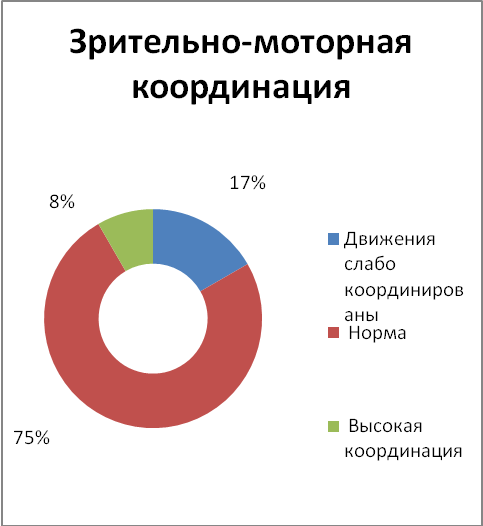 Зрительно-моторная
координация
17%
8%
75%
Движения
слабо
координиров
аны
Норма
Высокая
координация